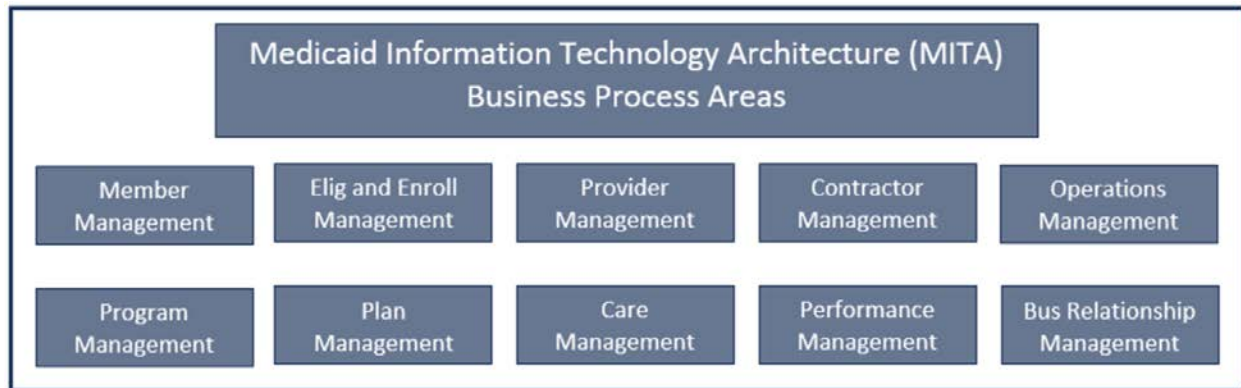 Medicaid Information Technology Architecture (MITA)
Business Process Areas
Member
Management
Elig and Enroll
Management
Provider
Management
Contractor
Management
Operations
Management
Program
Management
Plan
Management
Care
Management
Performance
Management
Bus Relationship
Management